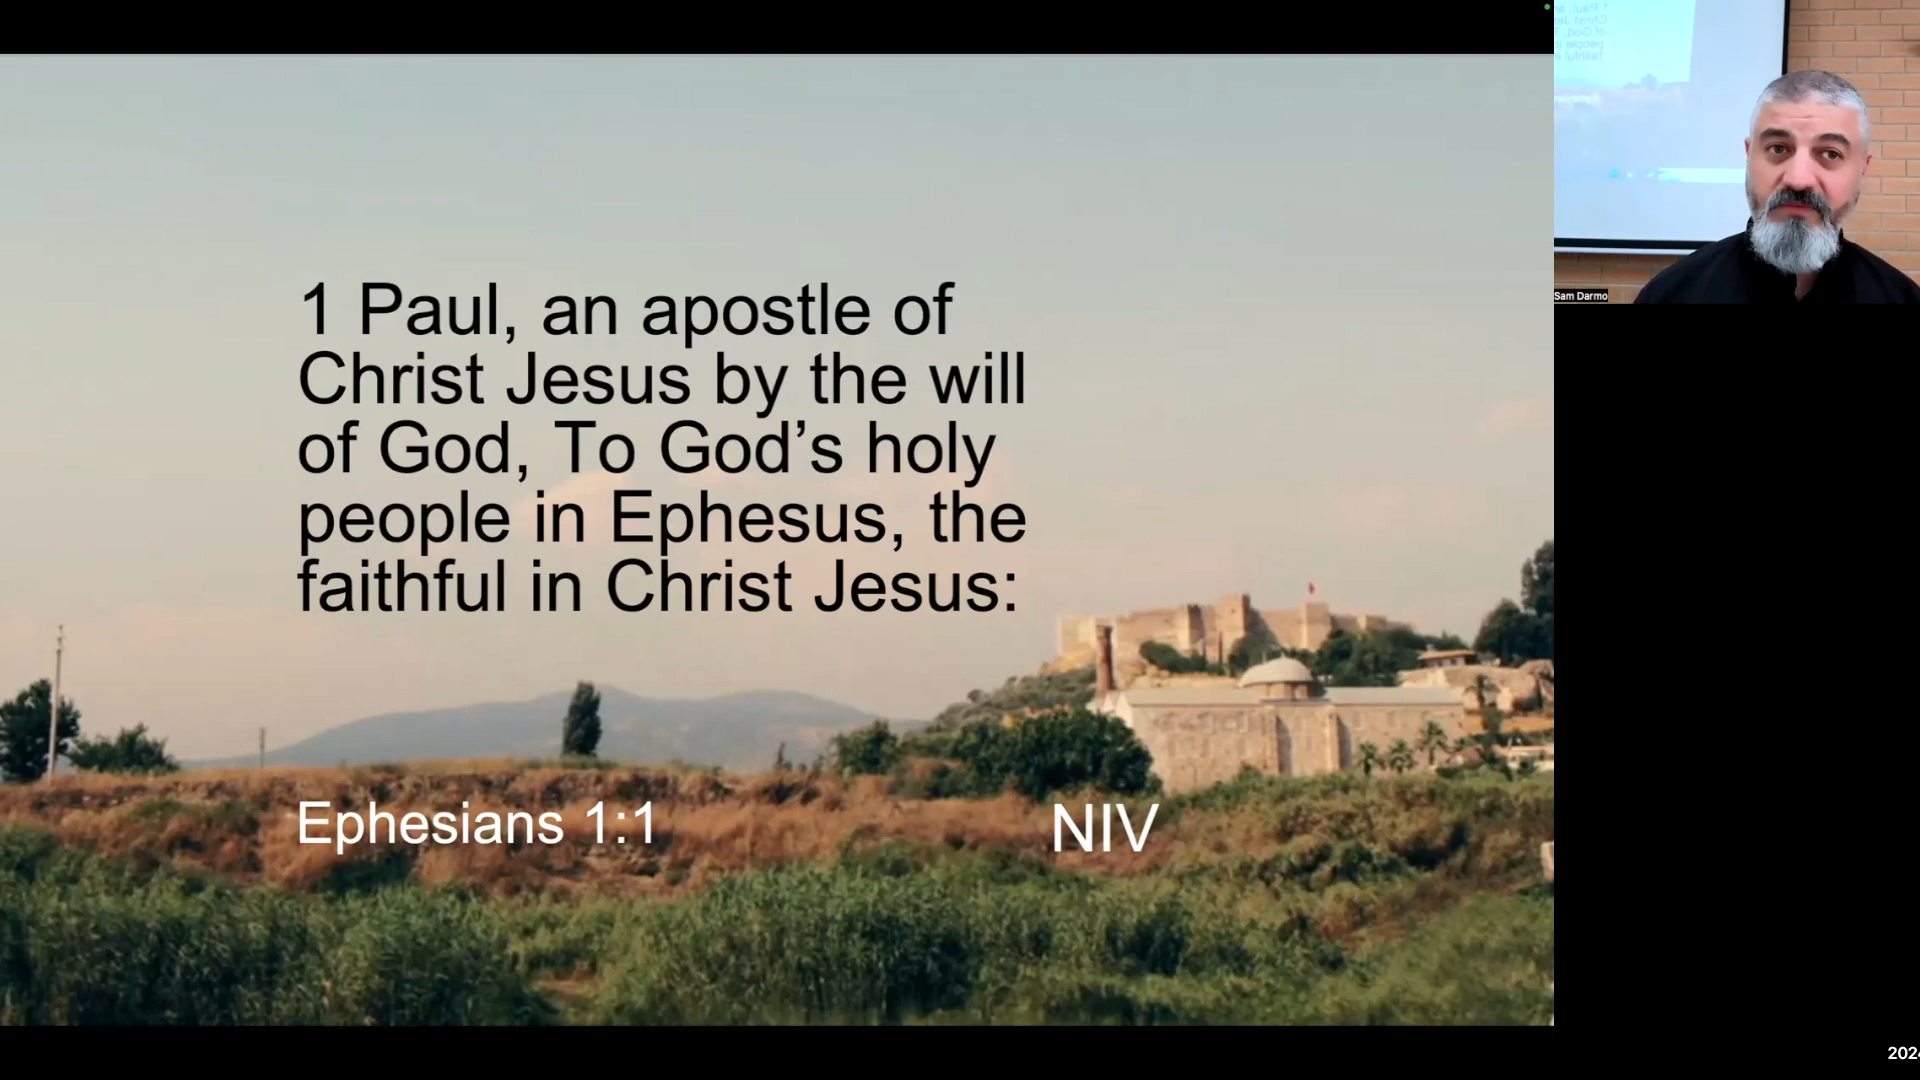 1 Paul, an apostle of
Christ Jesus by the will
of God, To God’s holy
people in Ephesus, the
faithful in Christ Jesus:
Ephesians 1:1
NIV
Sam Darmo